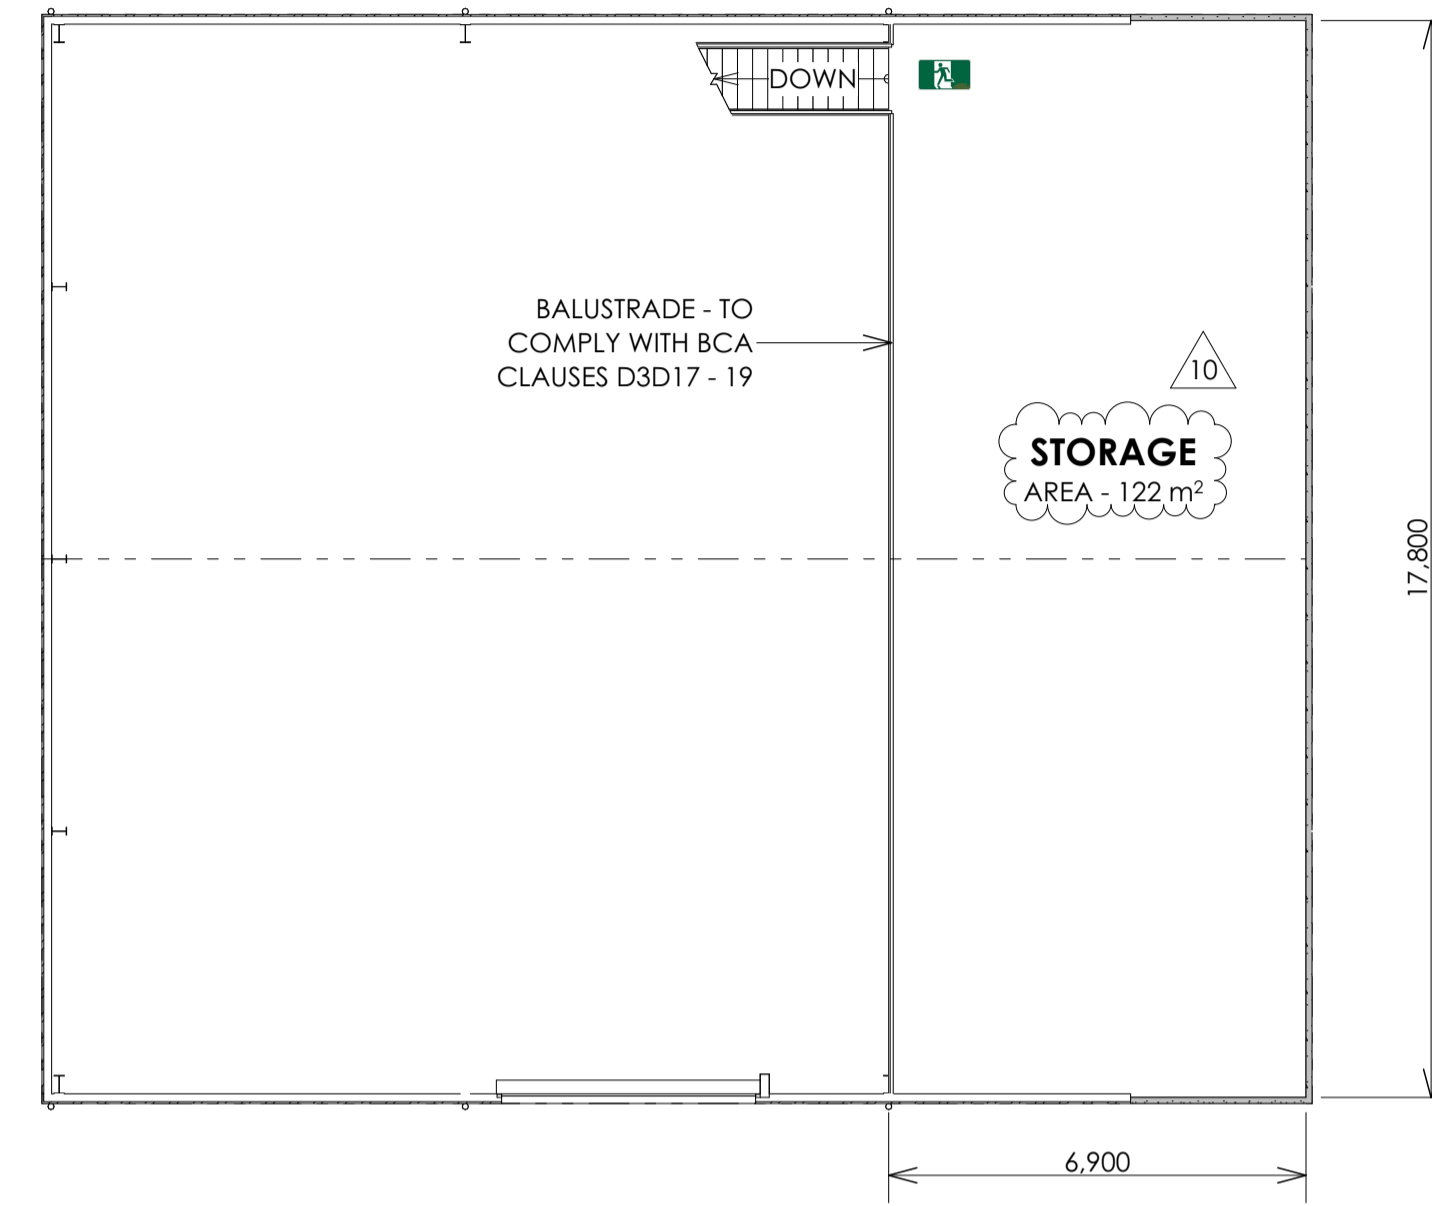 DOWN
BALUSTRADE - TO
COMPLY WITH BCA
CLAUSES D3D17 - 19
10
STORAGE
AREA - 122 m²
17,800
6,900